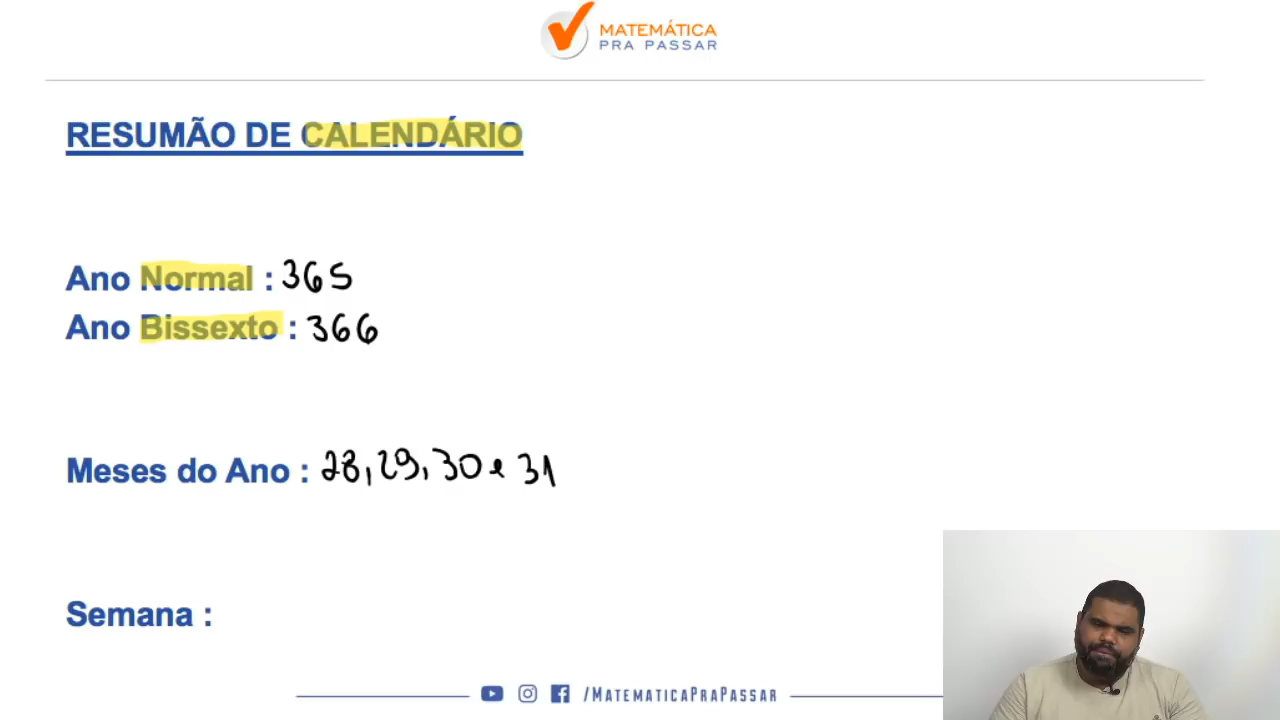 MATEMÁTICA
PRA PASSAR
RESUMÃO DE CALENDÁRIO
Ano Normal : 365
Ano Bissexto : 366
Meses do Ano : 28, 29, 30 e 31
Semana :
/MATEMATICAPRAPASSAR